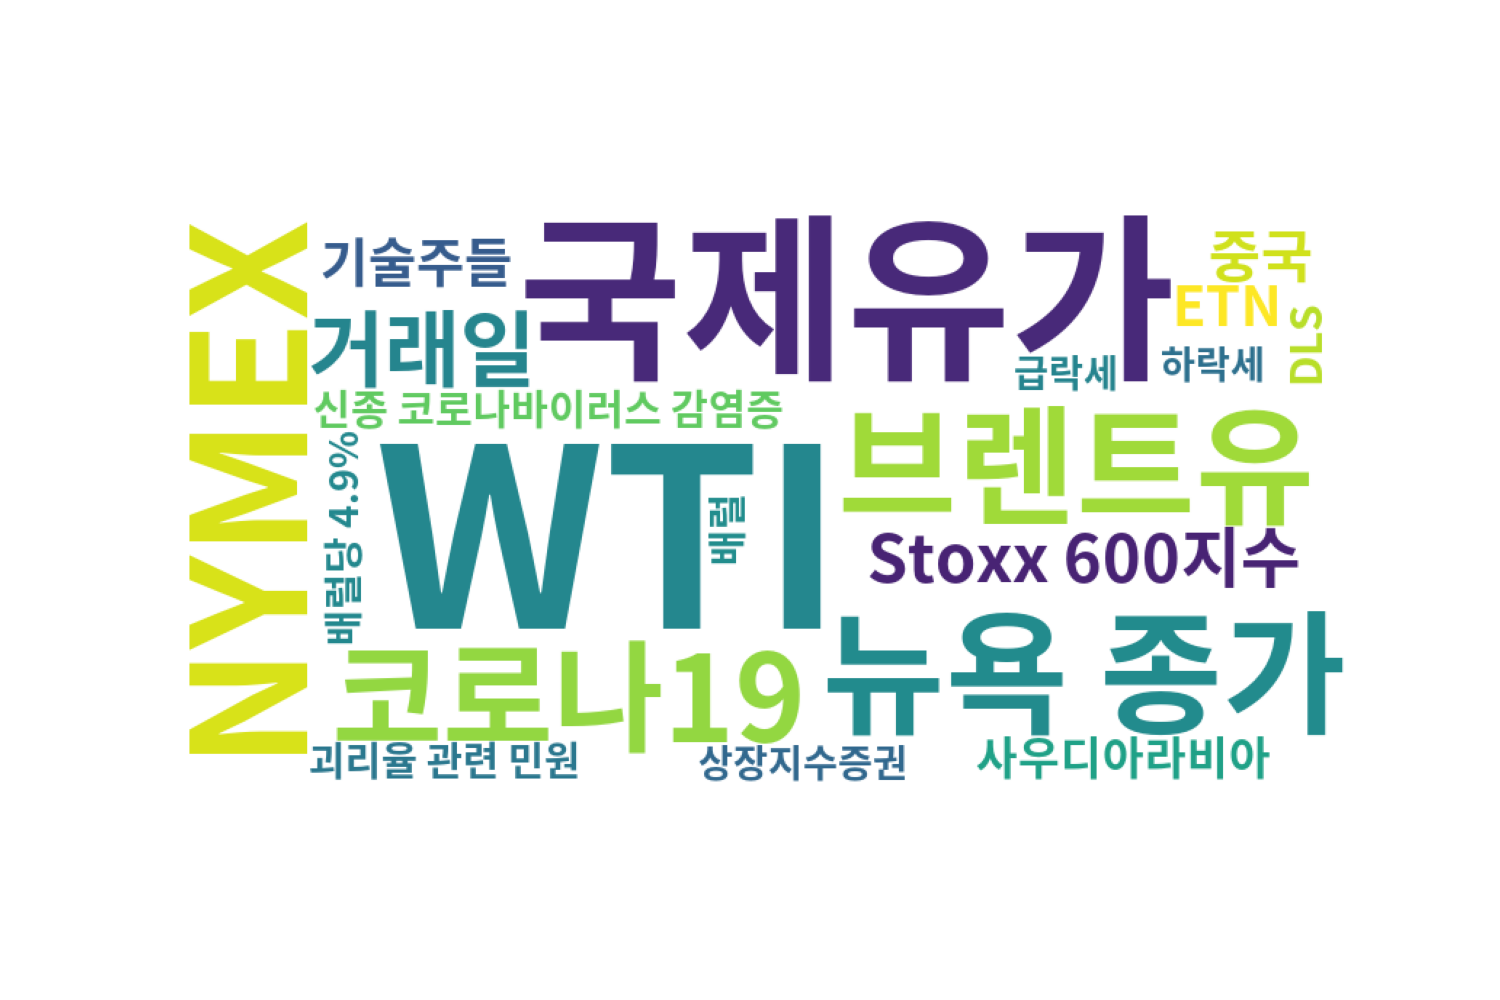 NYMEX
기술주들
국제유가
중국
ETN
DLS
거래일
급락세
하락세
신종 코로나바이러스 감염증
브렌트유
배럴당 4.9%
WTI
배럴
Stoxx 600지수
코로나19
뉴욕 종가
괴리율 관련 민원
상장지수증권
사우디아라비아